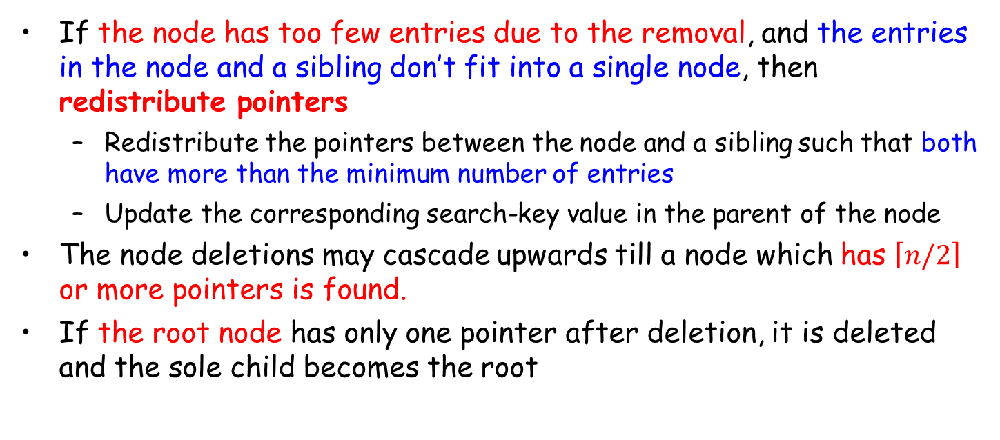 • If the node has too few entries due to the removal, and the entries
in the node and a sibling don’t fit into a single node, then
redistribute pointers
– Redistribute the pointers between the node and a sibling such that both
have more than the minimum number of entries
– Update the corresponding search-key value in the parent of the node
• The node deletions may cascade upwards till a node which has ⌈n/2⌉
or more pointers is found.
• If the root node has only one pointer after deletion, it is deleted
and the sole child becomes the root